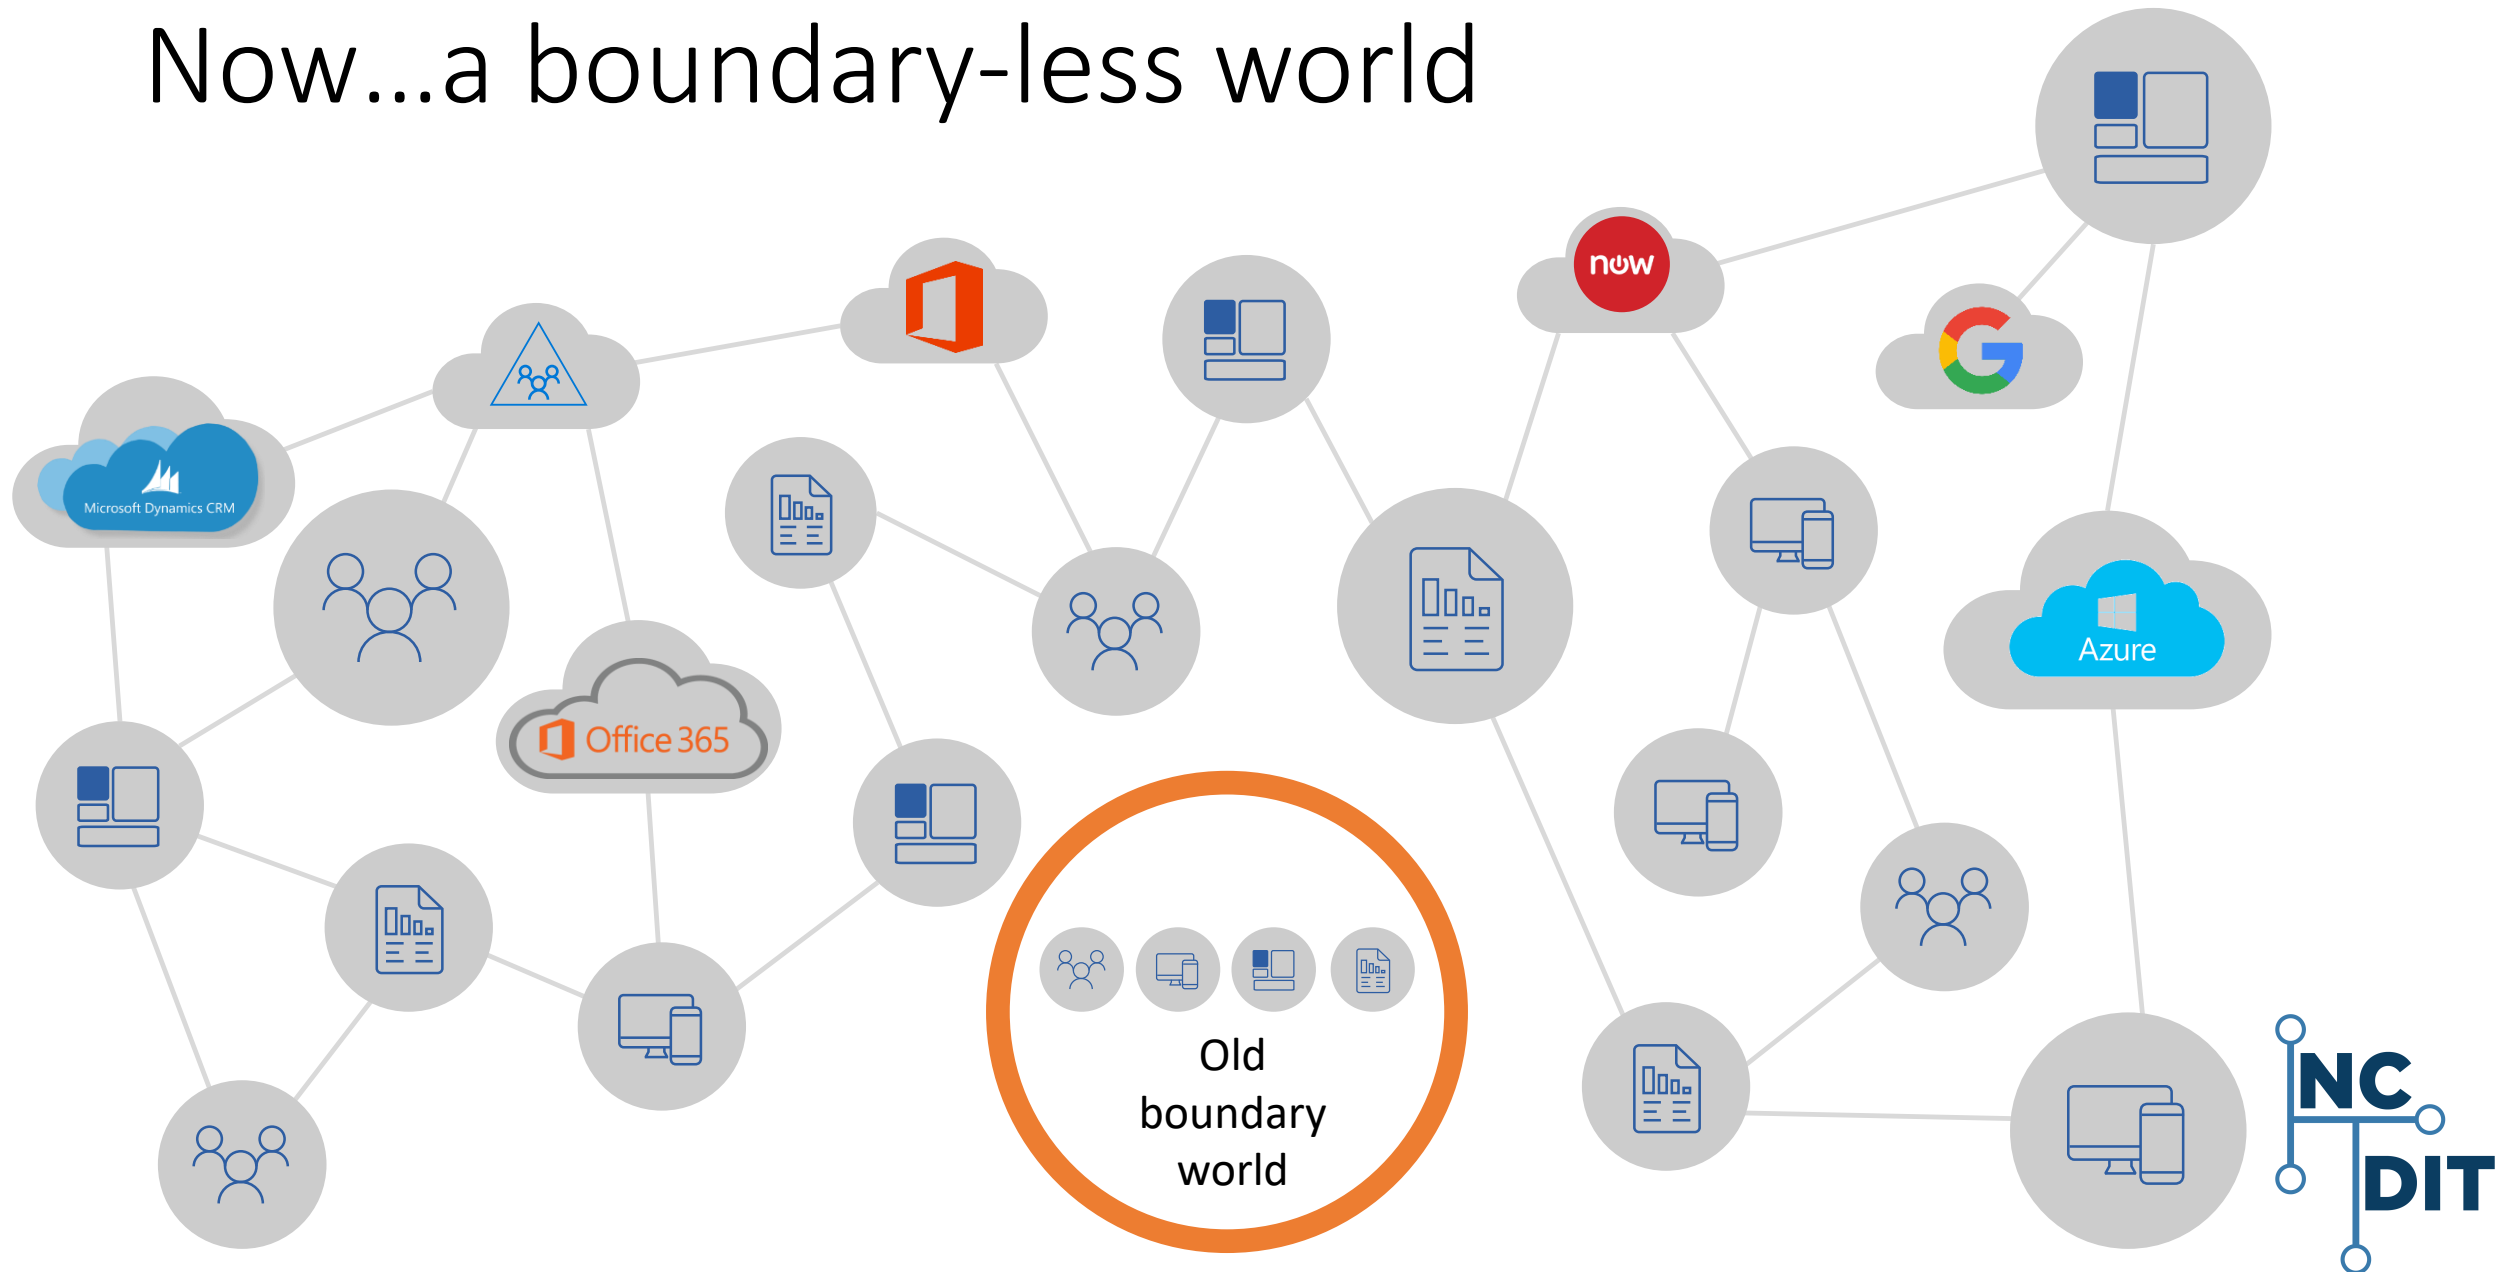 Now....a boundary-less world
now
Microsoft Dynamics CRM
Azure
Office 365
Old
boundary
world
NC
DIT